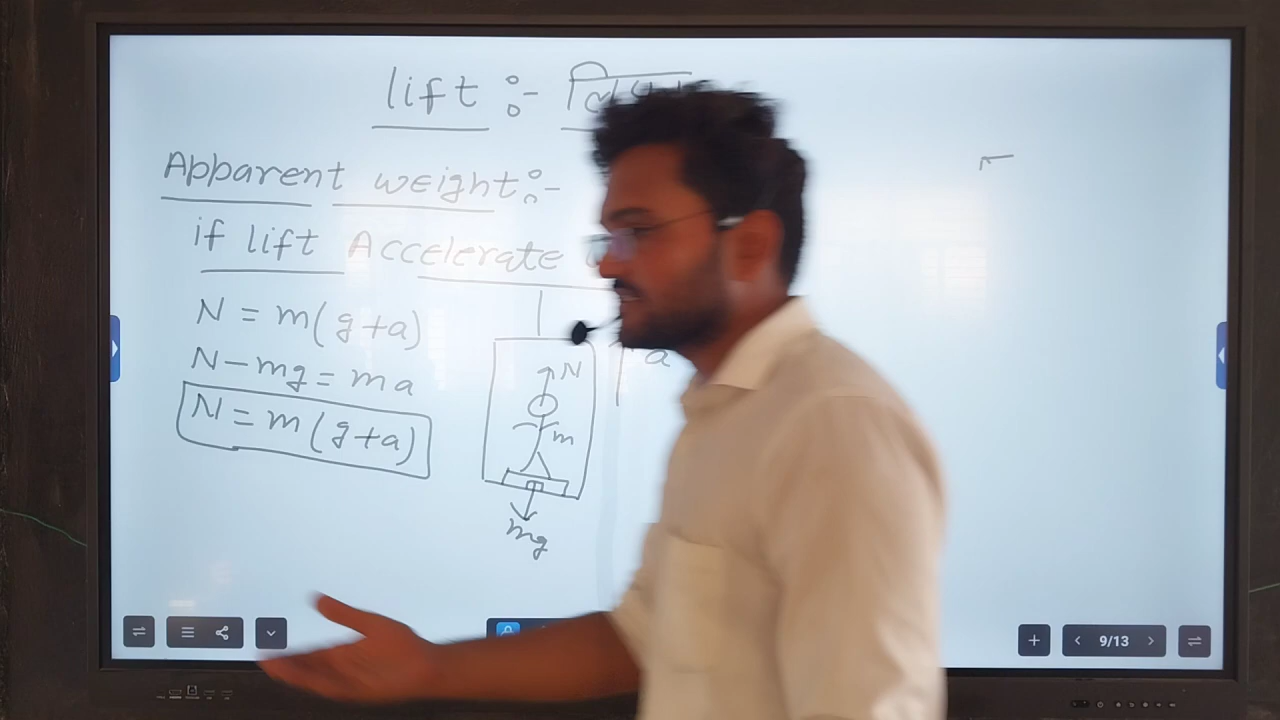 lift :-
Apparent weight :-
if lift Accelerate
N = m(g+a)
N-mg = ma
N = m(g+a)
N
a
m
mg
9/13